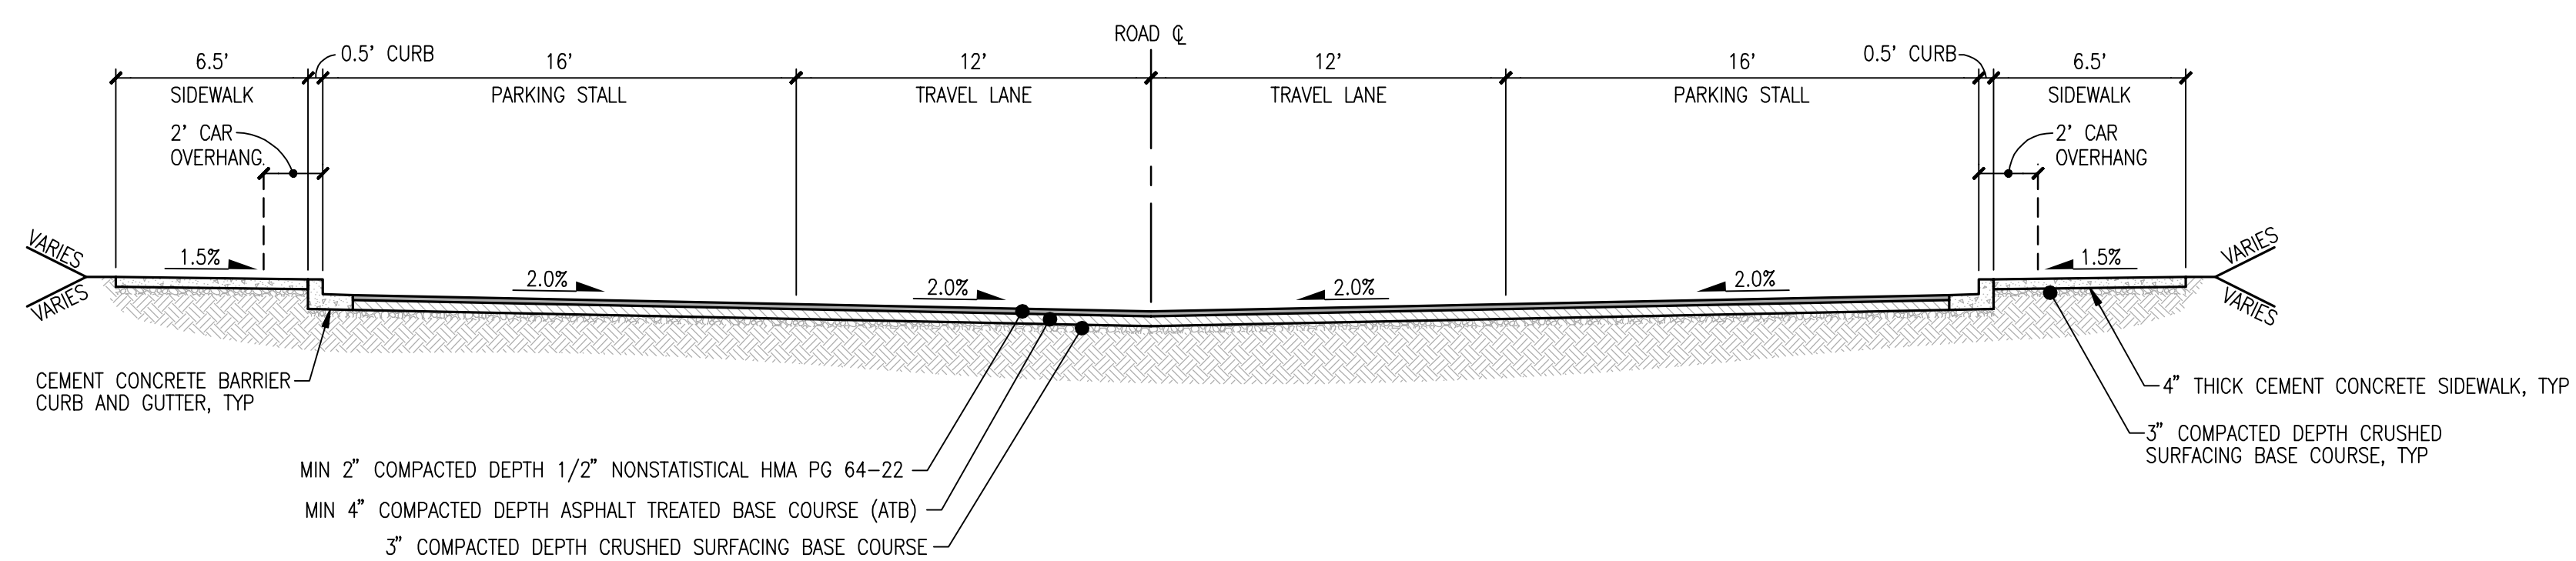 ROAD ℄
6.5'
0.5' CURB
16'
12'
12'
16'
0.5' CURB
6.5'
SIDEWALK
PARKING STALL
TRAVEL LANE
TRAVEL LANE
PARKING STALL
SIDEWALK
2' CAR
OVERHANG
2' CAR
OVERHANG
VARIES
VARIES
1.5%
2.0%
2.0%
2.0%
2.0%
1.5%
VARIES
VARIES
CEMENT CONCRETE BARRIER
CURB AND GUTTER, TYP
4" THICK CEMENT CONCRETE SIDEWALK, TYP
3" COMPACTED DEPTH CRUSHED
SURFACING BASE COURSE, TYP
MIN 2" COMPACTED DEPTH 1/2" NONSTATISTICAL HMA PG 64-22
MIN 4" COMPACTED DEPTH ASPHALT TREATED BASE COURSE (ATB)
3" COMPACTED DEPTH CRUSHED SURFACING BASE COURSE